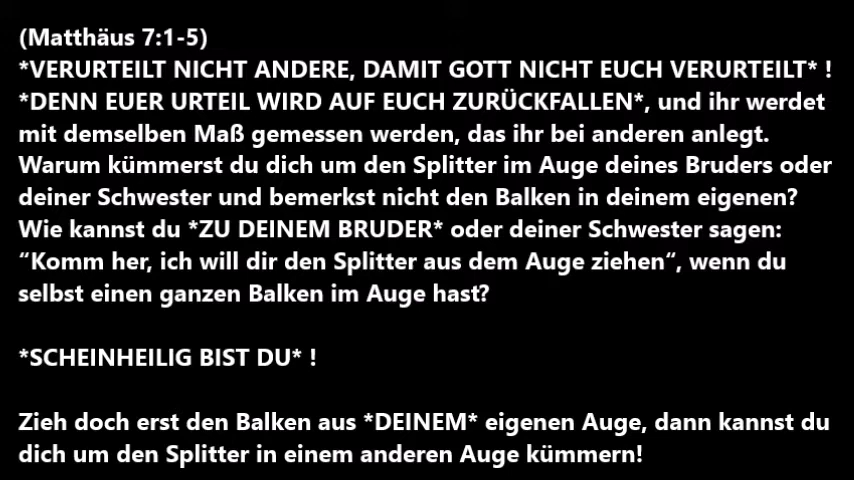 (Matthäus 7:1-5)
*VERURTEILT NICHT ANDERE, DAMIT GOTT NICHT EUCH VERURTEILT* !
*DENN EUER URTEIL WIRD AUF EUCH ZURÜCKFALLEN*, und ihr werdet
mit demselben Maß gemessen werden, das ihr bei anderen anlegt.
Warum kümmerst du dich um den Splitter im Auge deines Bruders oder
deiner Schwester und bemerkst nicht den Balken in deinem eigenen?
Wie kannst du *ZU DEINEM BRUDER* oder deiner Schwester sagen:
“Komm her, ich will dir den Splitter aus dem Auge ziehen“, wenn du
selbst einen ganzen Balken im Auge hast?
*SCHEINHEILIG BIST DU* !
Zieh doch erst den Balken aus *DEINEM* eigenen Auge, dann kannst du
dich um den Splitter in einem anderen Auge kümmern!